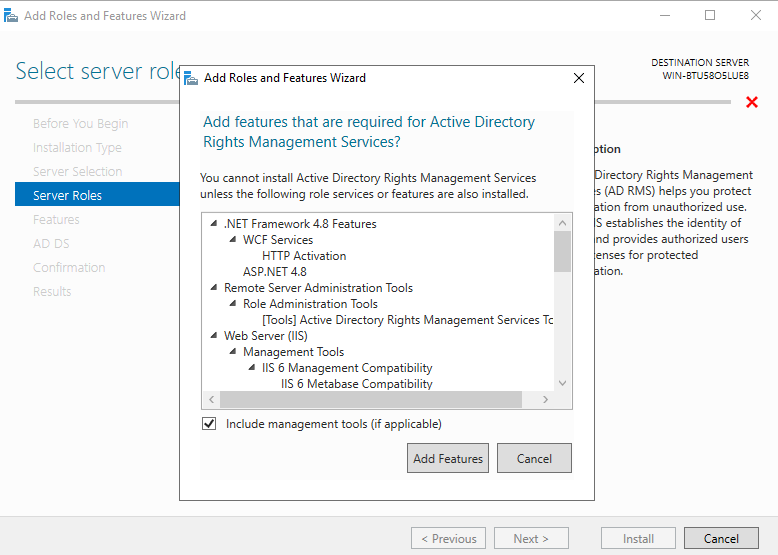 Add Roles and Features Wizard
Select server role
DESTINATION SERVER
WIN-BTU58O5LUE8
Before You Begin
Installation Type
Server Selection
Server Roles
Features
AD DS
Confirmation
Results
Add Roles and Features Wizard
Add features that are required for Active Directory
Rights Management Services?
You cannot install Active Directory Rights Management Services
unless the following role services or features are also installed.
.NET Framework 4.8 Features
WCF Services
HTTP Activation
ASP.NET 4.8
Remote Server Administration Tools
Role Administration Tools
[Tools] Active Directory Rights Management Services
Web Server (IIS)
Management Tools
IIS 6 Management Compatibility
IIS 6 Metabase Compatibility
Include management tools (if applicable)
Add Features
Cancel
Directory Rights Management
(AD RMS) helps you protect
from unauthorized use.
establishes the identity of
and provides authorized users
for protected
< Previous
Next >
Install
Cancel